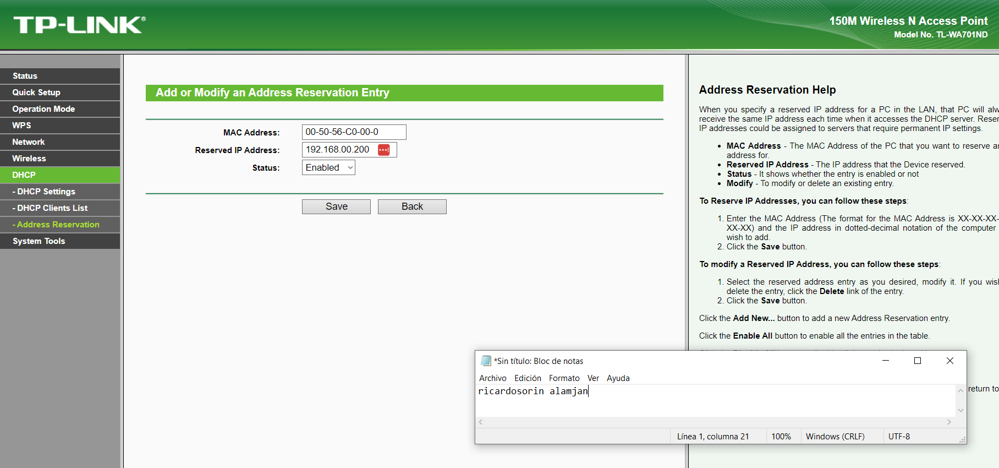 TP-LINK®
150M Wireless N Access Point
Model No. TL-WA701ND
Status
Quick Setup
Operation Mode
WPS
Network
Wireless
DHCP
- DHCP Settings
- DHCP Clients List
- Address Reservation
System Tools
Add or Modify an Address Reservation Entry
MAC Address: 00-50-56-C0-00-0
Reserved IP Address: 192.168.00.200
Status: Enabled
Save Back
Address Reservation Help
When you specify a reserved IP address for a PC in the LAN, that PC will
receive the same IP address each time when it accesses the DHCP server.
IP addresses could be assigned to servers that require permanent IP settings.
• MAC Address - The MAC Address of the PC that you want to reserve
address for.
• Reserved IP Address - The IP address that the Device reserved.
• Status - It shows whether the entry is enabled or not
• Modify - To modify or delete an existing entry.
To Reserve IP Addresses, you can follow these steps:
1. Enter the MAC Address (The format for the MAC Address is XX-XX-XX-
XX-XX) and the IP address in dotted-decimal notation of the computer
wish to add.
2. Click the Save button.
To modify a Reserved IP Address, you can follow these steps:
1. Select the reserved address entry as you desired, modify it. If you
delete the entry, click the Delete link of the entry.
2. Click the Save button.
Click the Add New... button to add a new Address Reservation entry.
Click the Enable All button to enable all the entries in the table.
return to
*Sin título: Bloc de notas
Archivo Edición Formato Ver Ayuda
ricardosorin alamjan
Línea 1, columna 21 100% Windows (CRLF) UTF-8